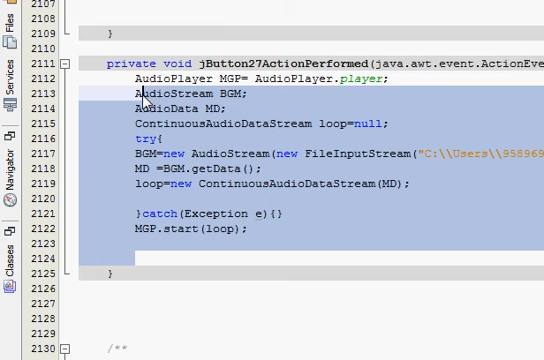 Files
Services
Navigator
Classes
2107
2108
2109 }
2110
2111 private void jButton27ActionPerformed(java.awt.event.ActionEve
2112 AudioPlayer MGP= AudioPlayer.player;
2113 AudioStream BGM;
2114 AudioData MD;
2115 ContinuousAudioDataStream loop=null;
2116 try{
2117 BGM=new AudioStream(new FileInputStream("C:\\Users\\958969
2118 MD =BGM.getData();
2119 loop=new ContinuousAudioDataStream(MD);
2120
2121 }catch(Exception e){}
2122 MGP.start(loop);
2123
2124
2125 }
2126
2127
2128
2129
2130 /**